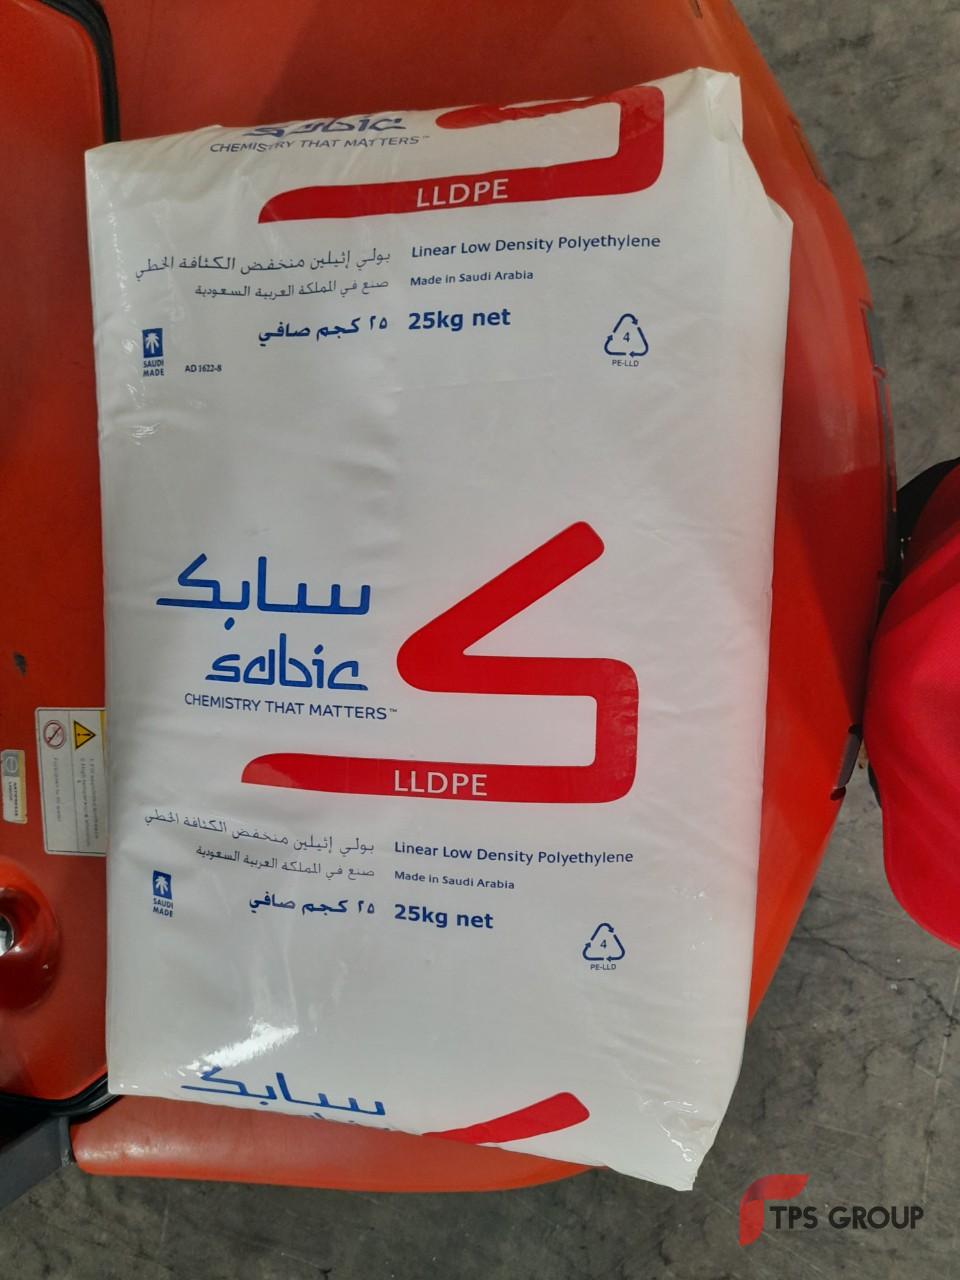 sabic
CHEMISTRY THAT MATTERS™
LLDPE
بولي إثيلين منخفض الكثافة الخطي
Linear Low Density Polyethylene
صنع في المملكة العربية السعودية
Made in Saudi Arabia
٢٥ كجم صافي
25kg net
4
PE-LLD
SAUDI
MADE
AD 1622-8
سابك
sabic
CHEMISTRY THAT MATTERS™
LLDPE
بولي إثيلين منخفض الكثافة الخطي
Linear Low Density Polyethylene
صنع في المملكة العربية السعودية
Made in Saudi Arabia
٢٥ كجم صافي
25kg net
SAUDI
MADE
4
PE-LLD
سابك
TPS GROUP